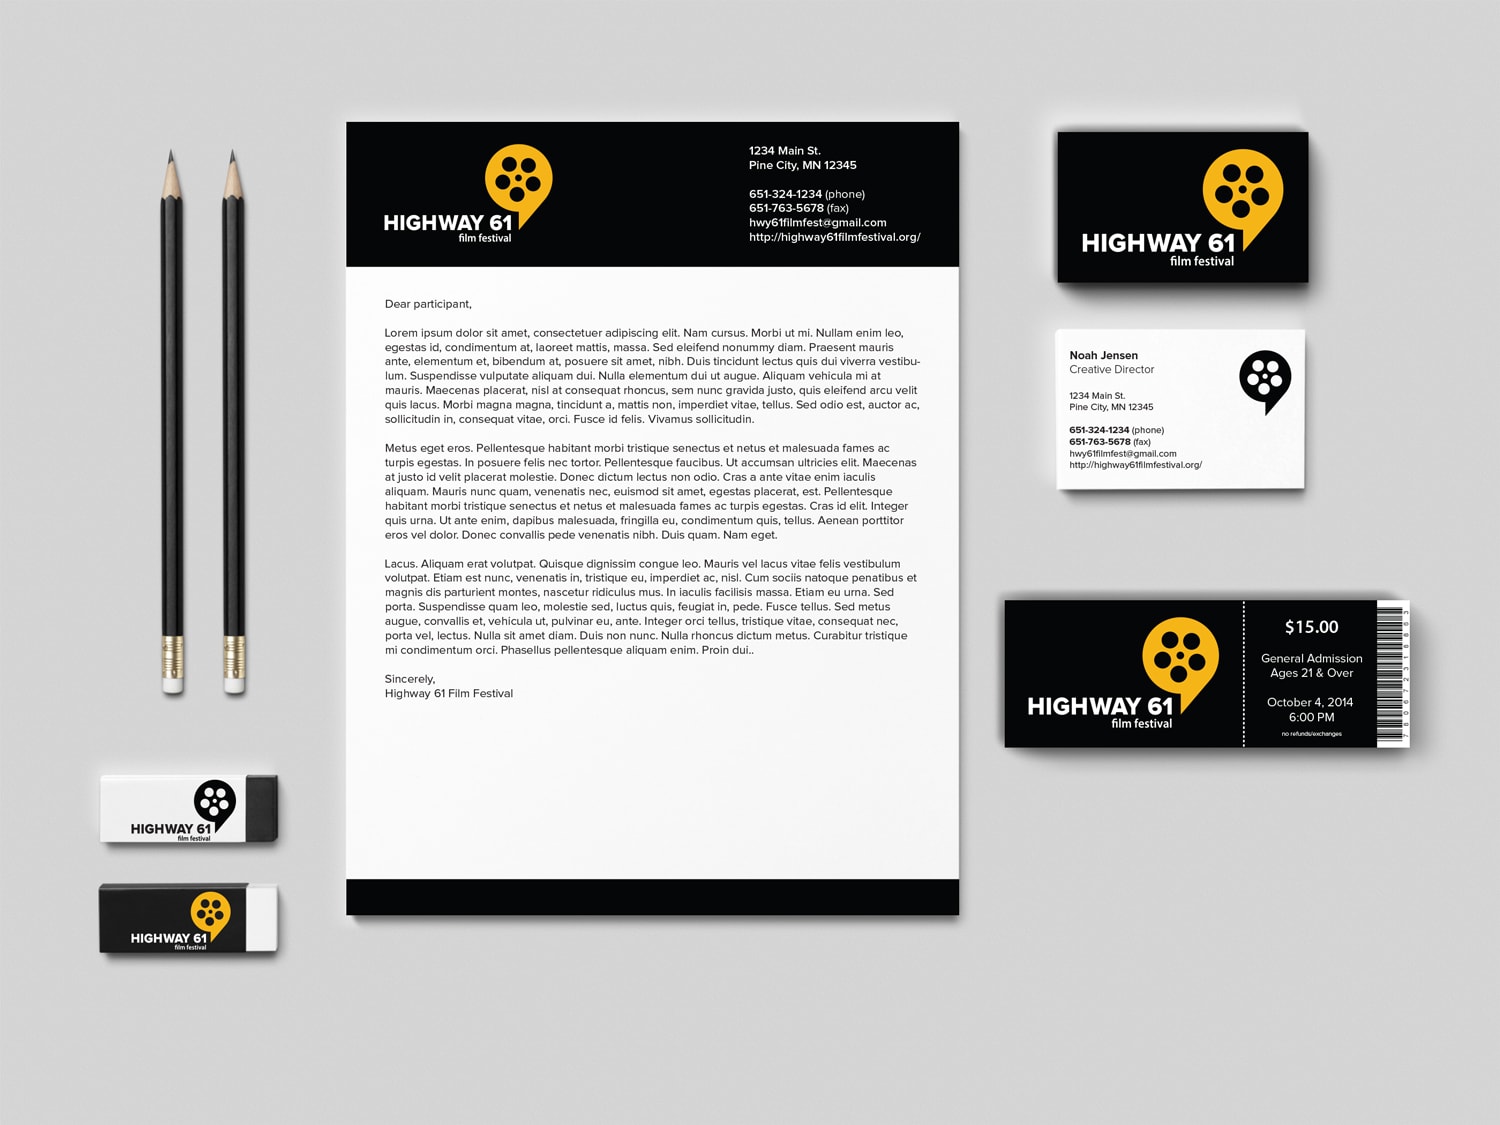 HIGHWAY 61
film festival
1234 Main St.
Pine City, MN 12345
651-324-1234 (phone)
651-763-5678 (fax)
hwy61filmfest@gmail.com
http://highway61filmfestival.org/
Dear participant,
Lorem ipsum dolor sit amet, consectetuer adipiscing elit. Nam cursus. Morbi ut mi. Nullam enim leo,
egestas id, condimentum at, laoreet mattis, massa. Sed eleifend nonummy diam. Praesent mauris
ante, elementum et, bibendum at, posuere sit amet, nibh. Duis tincidunt lectus quis dui viverra vestibu-
lum. Suspendisse vulputate aliquam dui. Nulla elementum dui ut augue. Aliquam vehicula mi at
mauris. Maecenas placerat, nisl at consequat rhoncus, sem nunc gravida justo, quis eleifend arcu velit
quis lacus. Morbi magna magna, tincidunt a, mattis non, imperdiet vitae, tellus. Sed odio est, auctor ac,
sollicitudin in, consequat vitae, orci. Fusce id felis. Vivamus sollicitudin.
Metus eget eros. Pellentesque habitant morbi tristique senectus et netus et malesuada fames ac
turpis egestas. In posuere felis nec tortor. Pellentesque faucibus. Ut accumsan ultricies elit. Maecenas
at justo id velit placerat molestie. Donec dictum lectus non odio. Cras a ante vitae enim iaculis
aliquam. Mauris nunc quam, venenatis nec, euismod sit amet, egestas placerat, est. Pellentesque
habitant morbi tristique senectus et netus et malesuada fames ac turpis egestas. Cras id elit. Integer
quis urna. Ut ante enim, dapibus malesuada, fringilla eu, condimentum quis, tellus. Aenean porttitor
eros vel dolor. Donec convallis pede venenatis nibh. Duis quam. Nam eget.
Lacus. Aliquam erat volutpat. Quisque dignissim congue leo. Mauris vel lacus vitae felis vestibulum
volutpat. Etiam est nunc, venenatis in, tristique eu, imperdiet ac, nisl. Cum sociis natoque penatibus et
magnis dis parturient montes, nascetur ridiculus mus. In iaculis facilisis massa. Etiam eu urna. Sed
porta. Suspendisse quam leo, molestie sed, luctus quis, feugiat in, pede. Fusce tellus. Sed metus
augue, convallis et, vehicula ut, pulvinar eu, ante. Integer orci tellus, tristique vitae, consequat nec,
porta vel, lectus. Nulla sit amet diam. Duis non nunc. Nulla rhoncus dictum metus. Curabitur tristique
mi condimentum orci. Phasellus pellentesque aliquam enim. Proin dui..
Sincerely,
Highway 61 Film Festival
HIGHWAY 61
film festival
Noah Jensen
Creative Director
1234 Main St.
Pine City, MN 12345
651-324-1234 (phone)
651-763-5678 (fax)
hwy61filmfest@gmail.com
http://highway61filmfestival.org/
HIGHWAY 61
film festival
$15.00
General Admission
Ages 21 & Over
October 4, 2014
6:00 PM
no refunds/exchanges
HIGHWAY 61
film festival
HIGHWAY 61
film festival